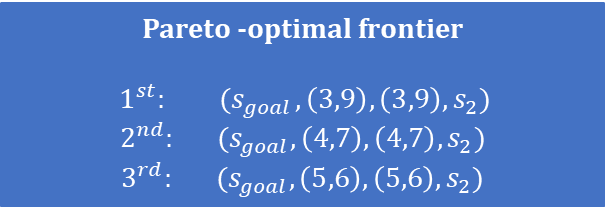 Pareto -optimal frontier
1st: (sgoal, (3,9), (3,9), s2)
2nd: (sgoal, (4,7), (4,7), s2)
3rd: (sgoal, (5,6), (5,6), s2)